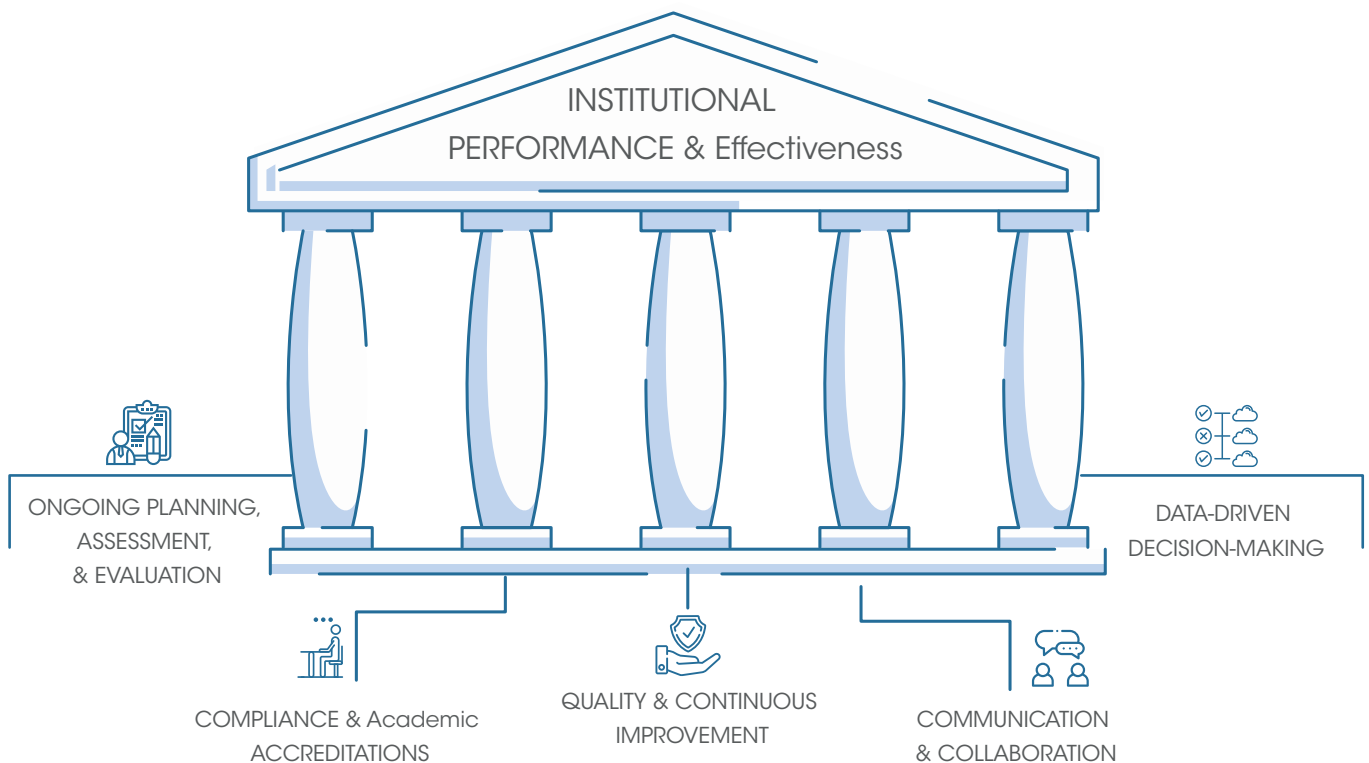 INSTITUTIONAL
PERFORMANCE & Effectiveness
ONGOING PLANNING,
ASSESSMENT,
& EVALUATION
DATA-DRIVEN
DECISION-MAKING
COMPLIANCE & Academic
ACCREDITATIONS
QUALITY & CONTINUOUS
IMPROVEMENT
COMMUNICATION
& COLLABORATION